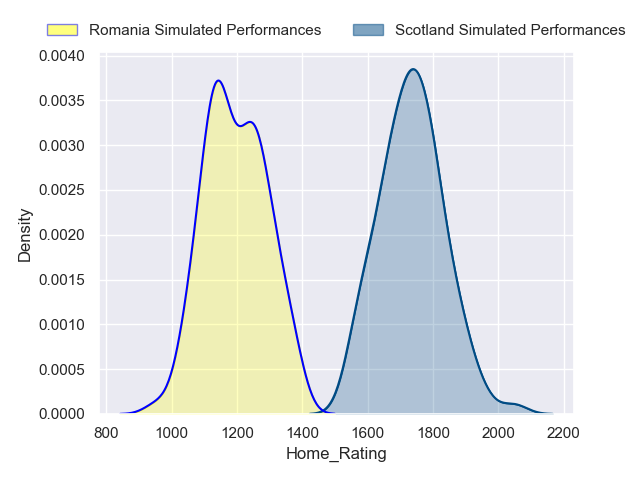 Romania Simulated Performances
Scotland Simulated Performances
0.0040
0.0035
0.0030
0.0025
0.0020
0.0015
0.0010
0.0005
0.0000
Density
800 1000 1200 1400 1600 1800 2000 2200
Home_Rating